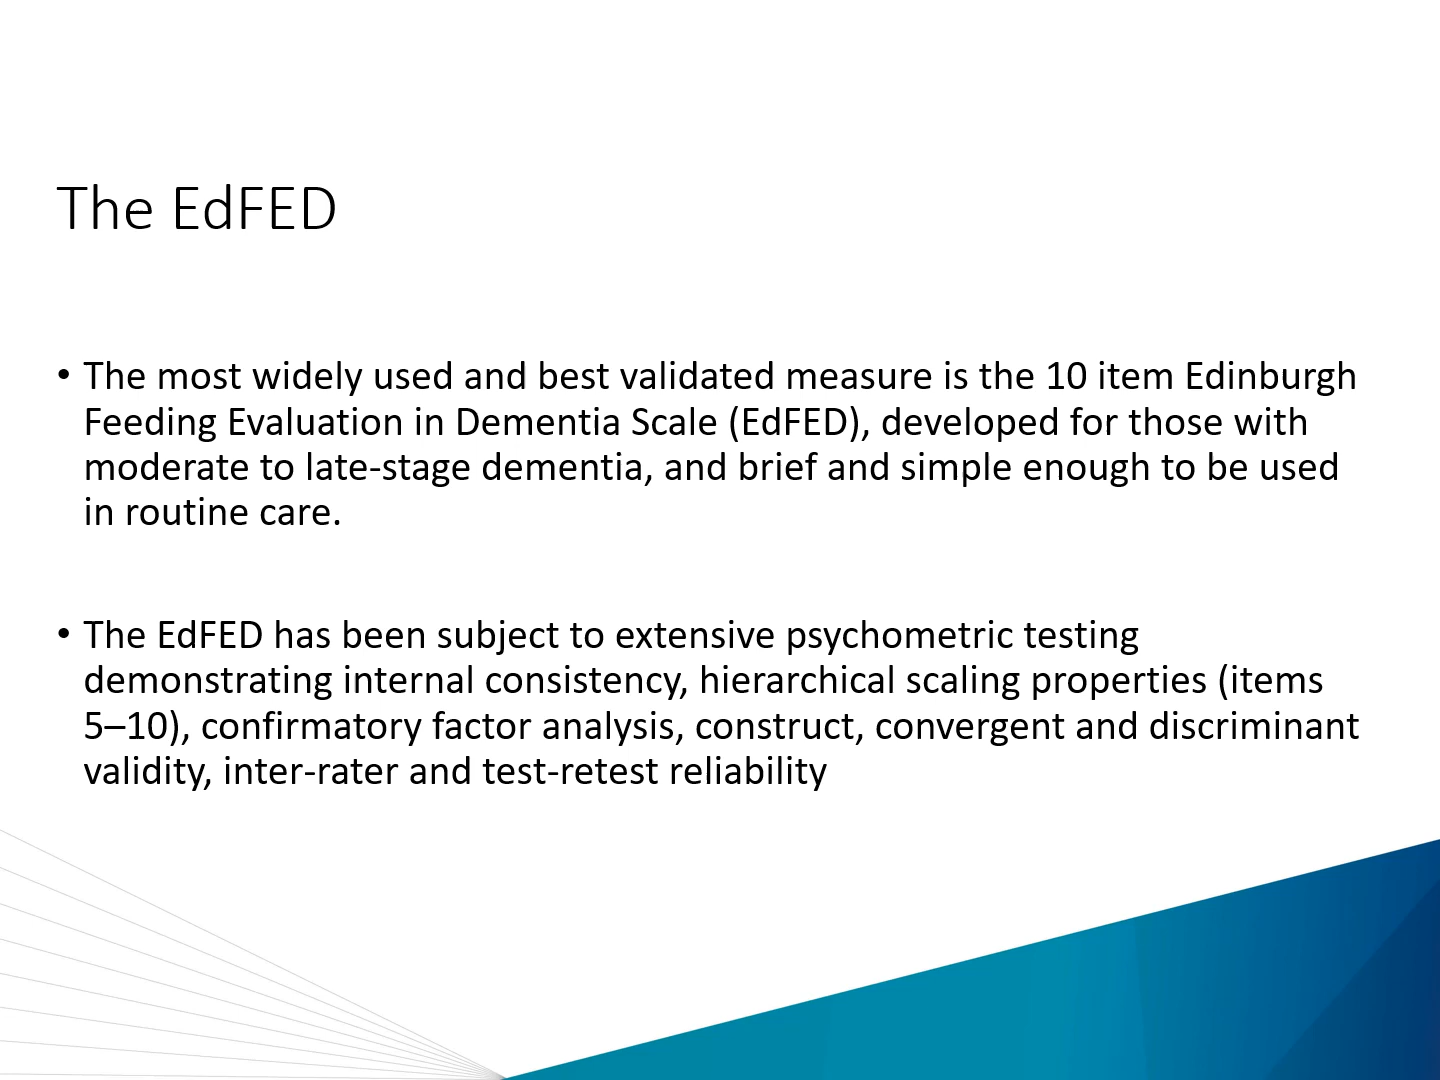 The EdFED
• The most widely used and best validated measure is the 10 item Edinburgh
Feeding Evaluation in Dementia Scale (EdFED), developed for those with
moderate to late-stage dementia, and brief and simple enough to be used
in routine care.
• The EdFED has been subject to extensive psychometric testing
demonstrating internal consistency, hierarchical scaling properties (items
5–10), confirmatory factor analysis, construct, convergent and discriminant
validity, inter-rater and test-retest reliability